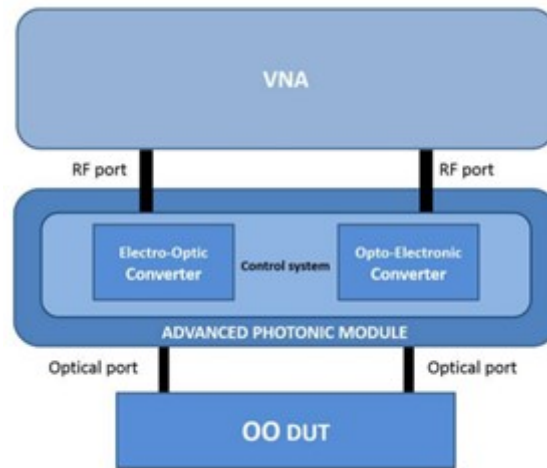 VNA
RF port
RF port
Electro-Optic
Converter
Control system
Opto-Electronic
Converter
ADVANCED PHOTONIC MODULE
Optical port
Optical port
OO DUT